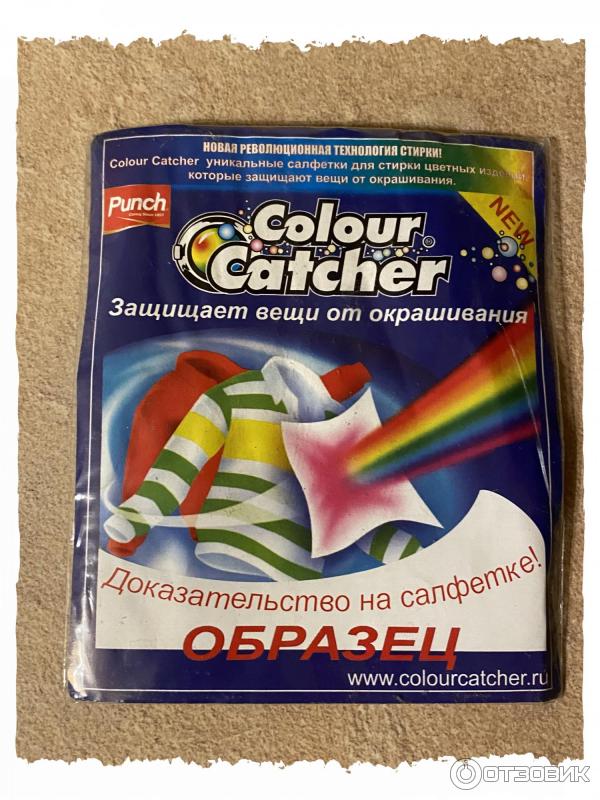 НОВАЯ РЕВОЛЮЦИОННАЯ ТЕХНОЛОГИЯ СТИРКИ!
Colour Catcher уникальные салфетки для стирки цветных изделий,
которые защищают вещи от окрашивания.
Punch
NEW
Colour
Catcher®
Защищает вещи от окрашивания
Доказательство на салфетке!
ОБРАЗЕЦ
www.colourcatcher.ru
ОТЗОВИК